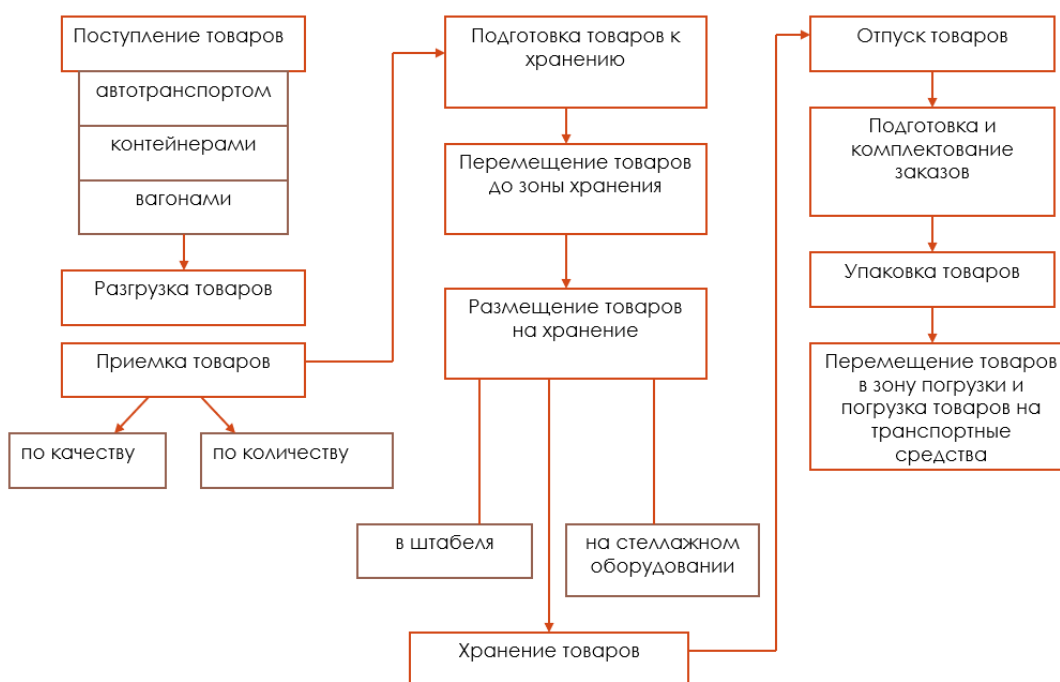 Поступление товаров
автотранспортом
контейнерами
вагонами
Разгрузка товаров
Приемка товаров
по качеству
по количеству
Подготовка товаров к
хранению
Перемещение товаров
до зоны хранения
Размещение товаров
на хранение
в штабеля
на стеллажном
оборудовании
Хранение товаров
Отпуск товаров
Подготовка и
комплектование
заказов
Упаковка товаров
Перемещение товаров
в зону погрузки и
погрузка товаров на
транспортные
средства